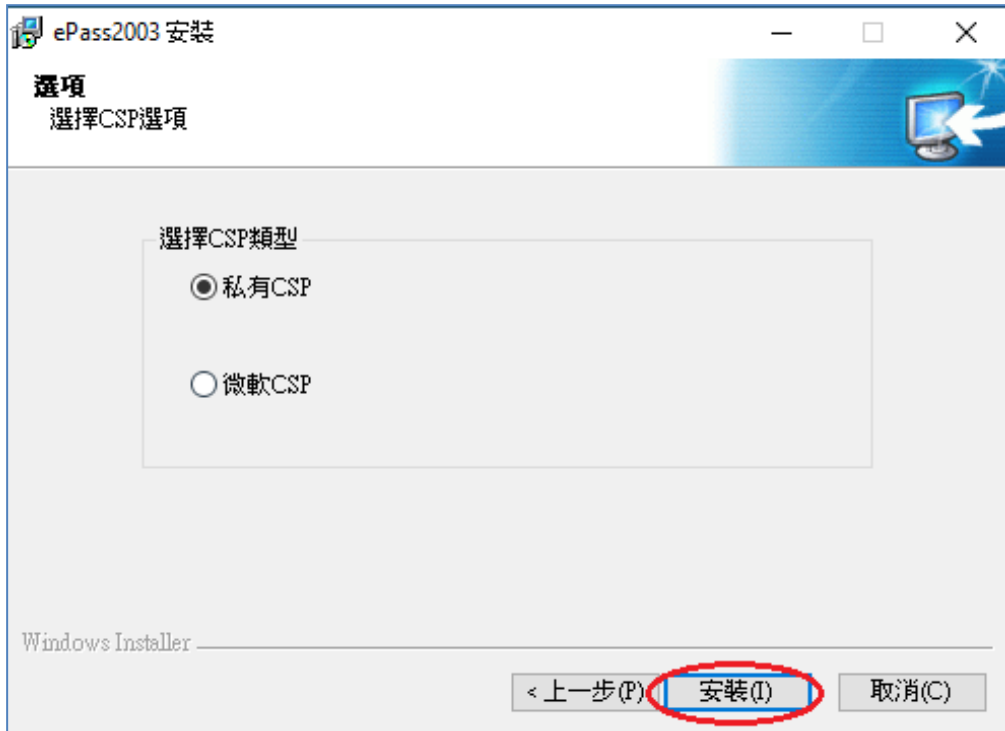 ePass2003 安裝
選項
選擇CSP選項
選擇CSP類型
私有CSP
微軟CSP
Windows Installer
< 上一步(P)
安裝(I)
取消(C)